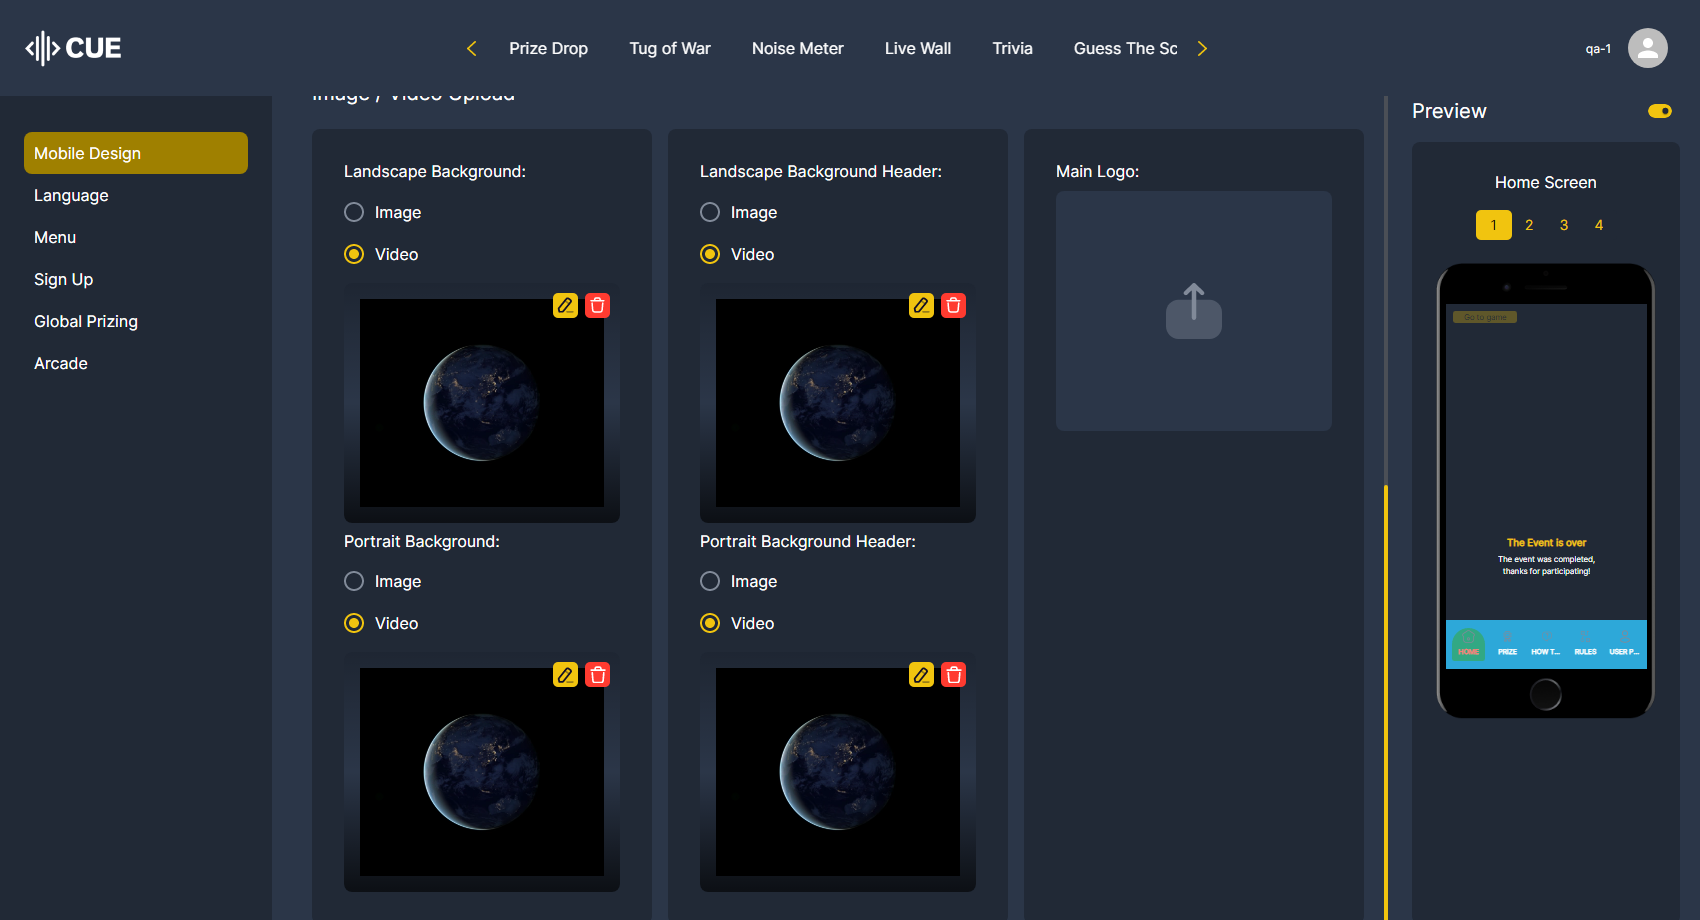 CUE
Prize Drop
Tug of War
Noise Meter
Live Wall
Trivia
Guess The Sc
qa-1
Mobile Design
Language
Menu
Sign Up
Global Prizing
Arcade
Image / Video Upload
Landscape Background:
Image
Video
Portrait Background:
Image
Video
Landscape Background Header:
Image
Video
Portrait Background Header:
Image
Video
Main Logo:
Preview
Home Screen
1 2 3 4
Go to game
The Event is over
The event was completed,
thanks for participating!
HOME PRIZE HOW T... RULES USER P...